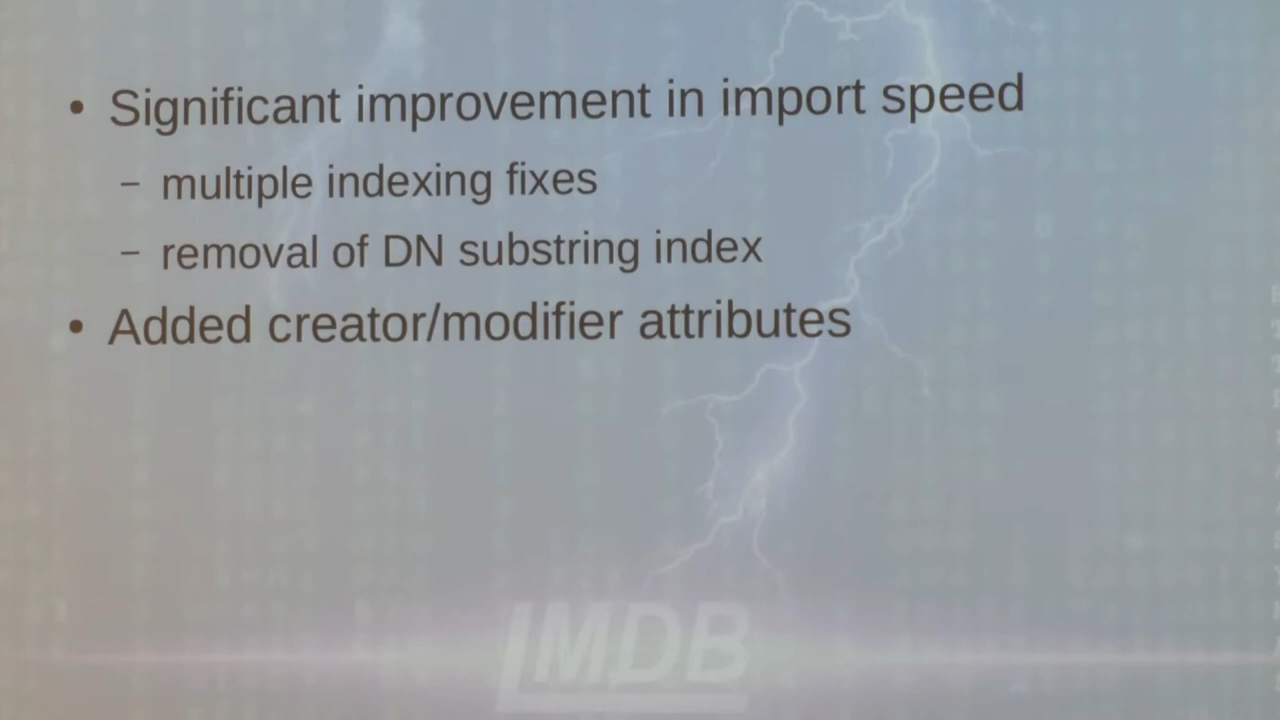 • Significant improvement in import speed
– multiple indexing fixes
– removal of DN substring index
• Added creator/modifier attributes
LMDB